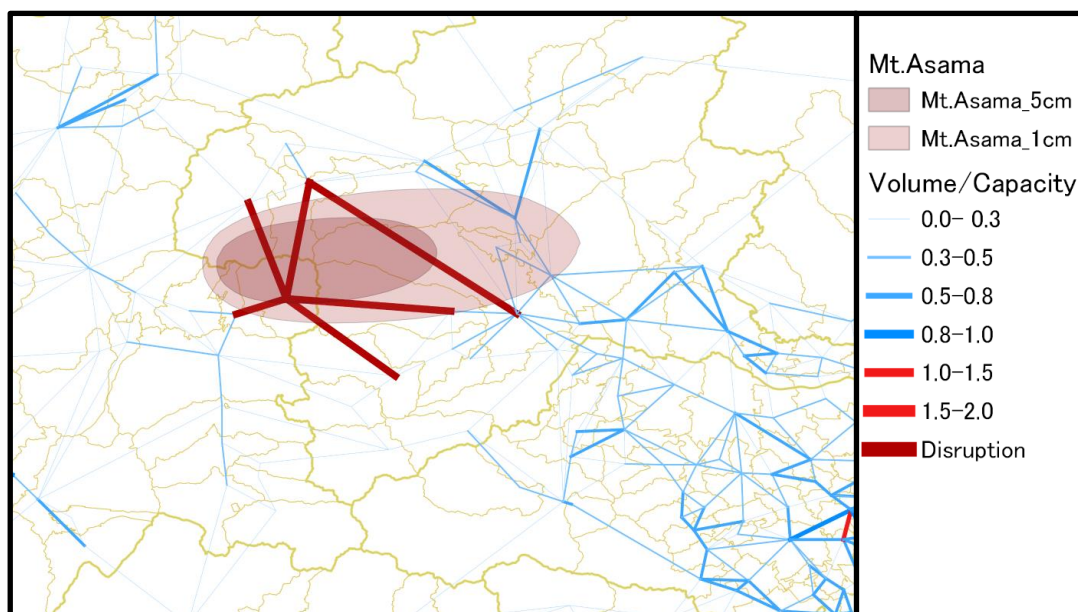 Mt.Asama
Mt.Asama_5cm
Mt.Asama_1cm
Volume/Capacity
0.0- 0.3
0.3-0.5
0.5-0.8
0.8-1.0
1.0-1.5
1.5-2.0
Disruption